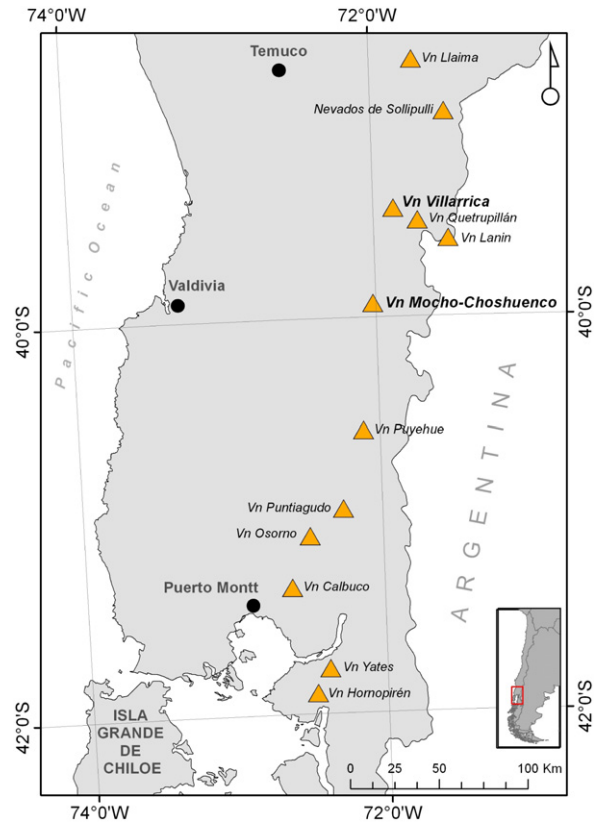 74°0'W
72°0'W
Temuco
Vn Llaima
Nevados de Sollipulli
Vn Villarrica
Vn Quetrupillán
Vn Lanin
Pacific Ocean
Valdivia
Vn Mocho-Choshuenco
40°0'S
40°0'S
Vn Puyehue
ARGENTINA
Vn Puntiagudo
Vn Osorno
Puerto Montt
Vn Calbuco
Vn Yates
Vn Hornopirén
ISLA
GRANDE
DE
CHILOE
42°0'S
42°0'S
0 25 50 100 Km
74°0'W
72°0'W